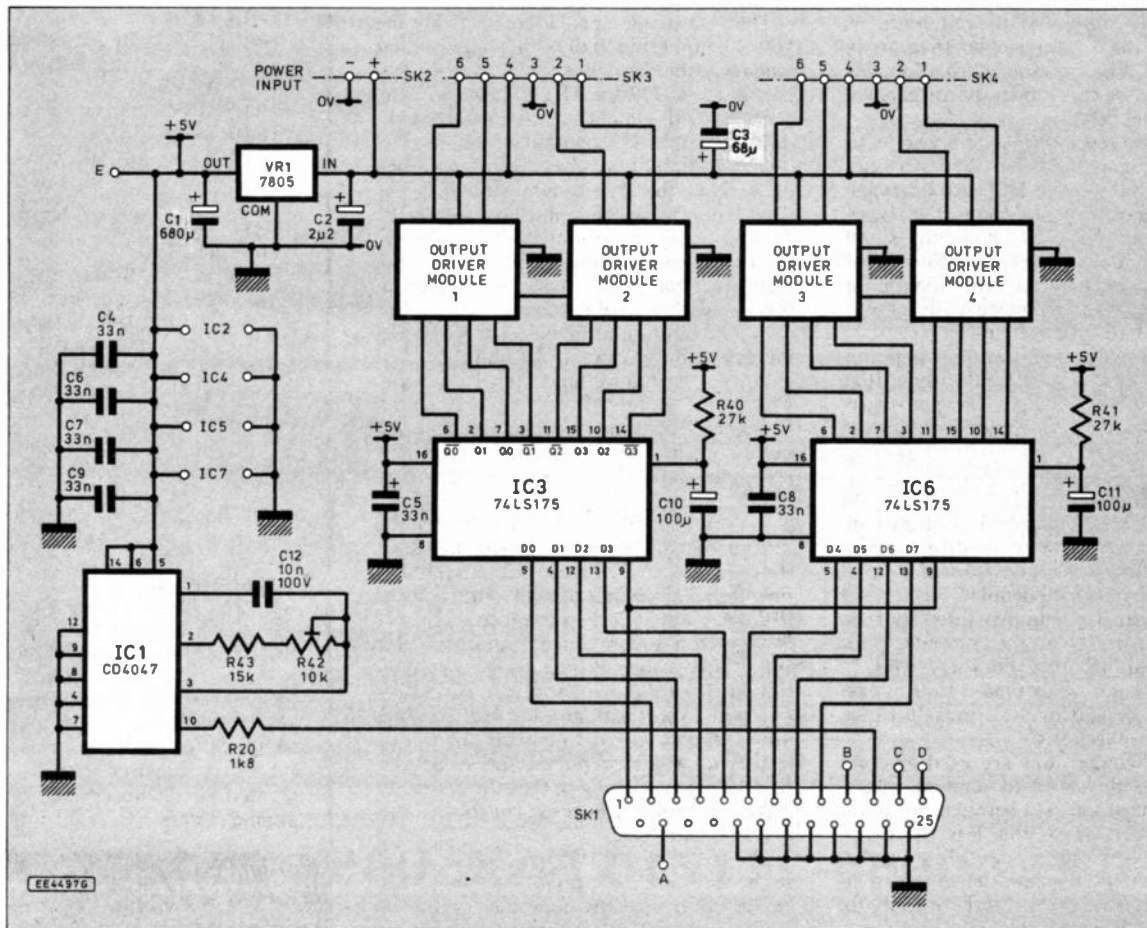 POWER INPUT
- +
SK2
6 5 4 3 2 1
SK3
6 5 4 3 2 1
SK4
0V
0V
0V
0V
C3
68µ
+
+5V
E
OUT
VR1
7805
IN
COM
+
C1
680µ
+
C2
2µ2
0V
OUTPUT
DRIVER
MODULE
1
OUTPUT
DRIVER
MODULE
2
OUTPUT
DRIVER
MODULE
3
OUTPUT
DRIVER
MODULE
4
C4
33n
C6
33n
C7
33n
C9
33n
IC2
IC4
IC5
IC7
+5V
R40
27k
+5V
R41
27k
+5V
6 2 7 3 11 15 10 14
Q0 Q1 Q0 Q1 Q2 Q3 Q2 Q3
16
1
IC3
74LS175
C5
33n
8
D0 D1 D2 D3
5 4 12 13 9
+
C10
100µ
+5V
6 2 7 3 11 15 10 14
16
1
IC6
74LS175
C8
33n
8
D4 D5 D6 D7
5 4 12 13 9
+
C11
100µ
14 6 5
12
9
8
4
7
IC1
CD4047
1
2
3
10
C12
10n
100V
R43
15k
R42
10k
R20
1k8
B C D
SK1
1
25
A
EE4497G